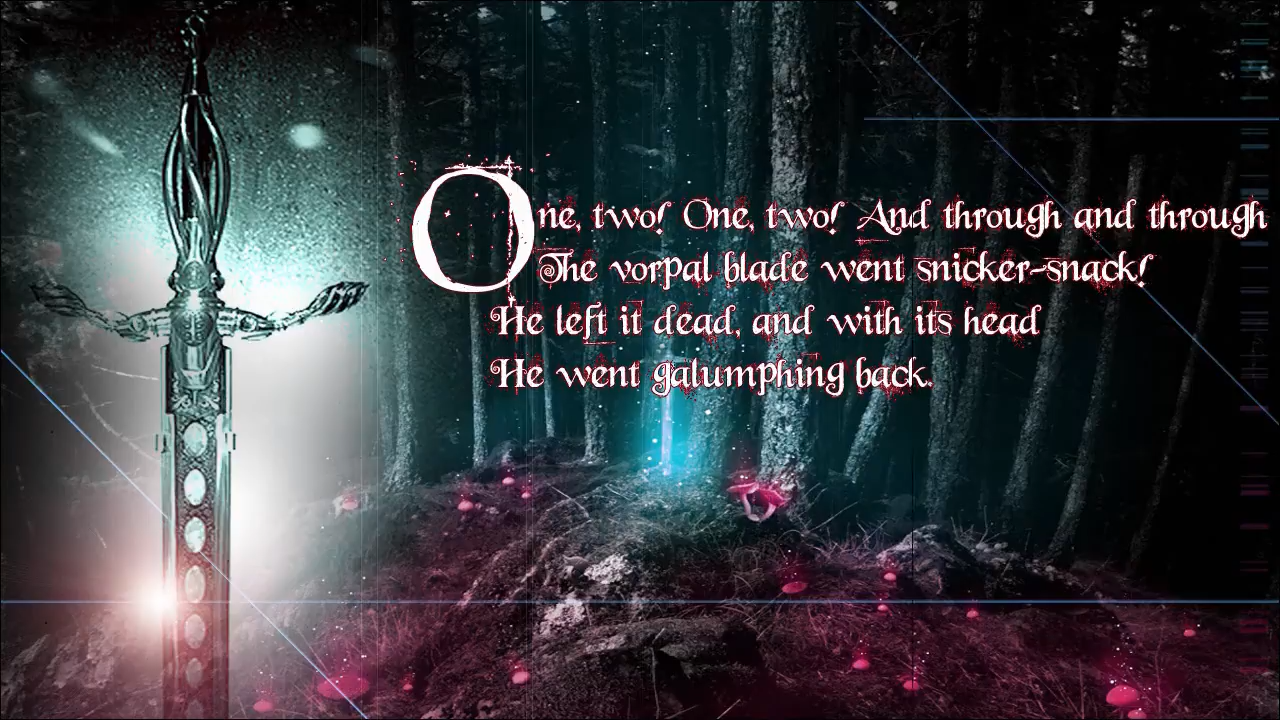 One, two! One, two! And through and through
The vorpal blade went snicker-snack!
He left it dead, and with its head
He went galumphing back.